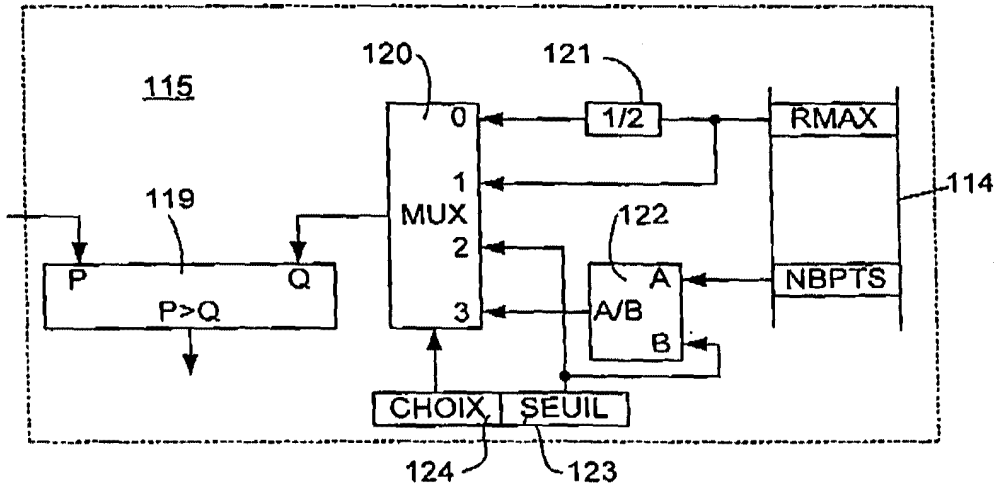 120
121
115
0
1/2
RMAX
1
114
119
MUX
122
2
P
Q
A
NBPTS
P>Q
3
A/B
B
CHOIX
SEUIL
124
123